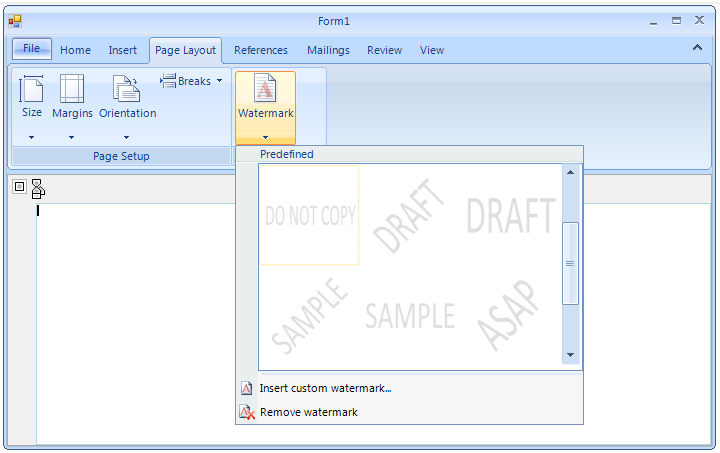 Form1
File Home Insert Page Layout References Mailings Review View
Size Margins Orientation Breaks Watermark
Page Setup
Predefined
DO NOT COPY DRAFT DRAFT
SAMPLE SAMPLE ASAP
Insert custom watermark...
Remove watermark